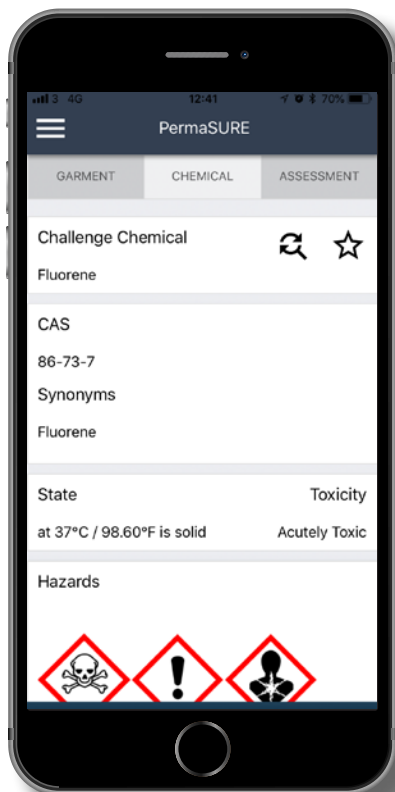 3 4G 12:41 70%
PermaSURE
GARMENT CHEMICAL ASSESSMENT
Challenge Chemical
Fluorene
CAS
86-73-7
Synonyms
Fluorene
State Toxicity
at 37°C / 98.60°F is solid Acutely Toxic
Hazards